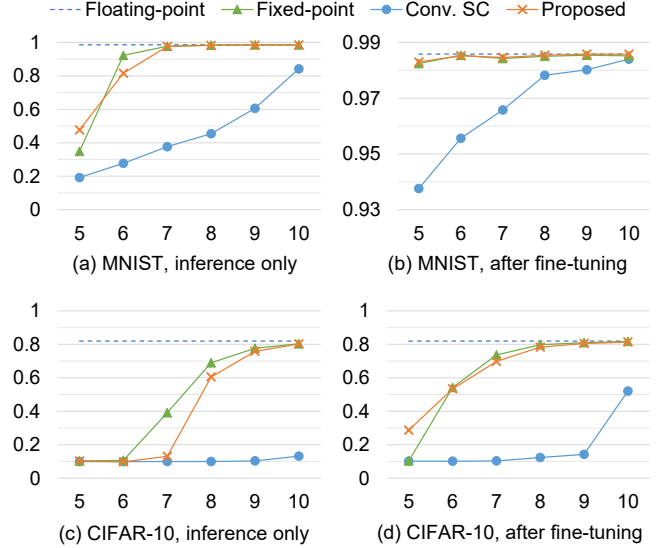 Floating-point Fixed-point Conv. SC Proposed
1
0.8
0.6
0.4
0.2
0
5 6 7 8 9 10
(a) MNIST, inference only
0.99
0.97
0.95
0.93
5 6 7 8 9 10
(b) MNIST, after fine-tuning
1
0.8
0.6
0.4
0.2
0
5 6 7 8 9 10
(c) CIFAR-10, inference only
1
0.8
0.6
0.4
0.2
0
5 6 7 8 9 10
(d) CIFAR-10, after fine-tuning